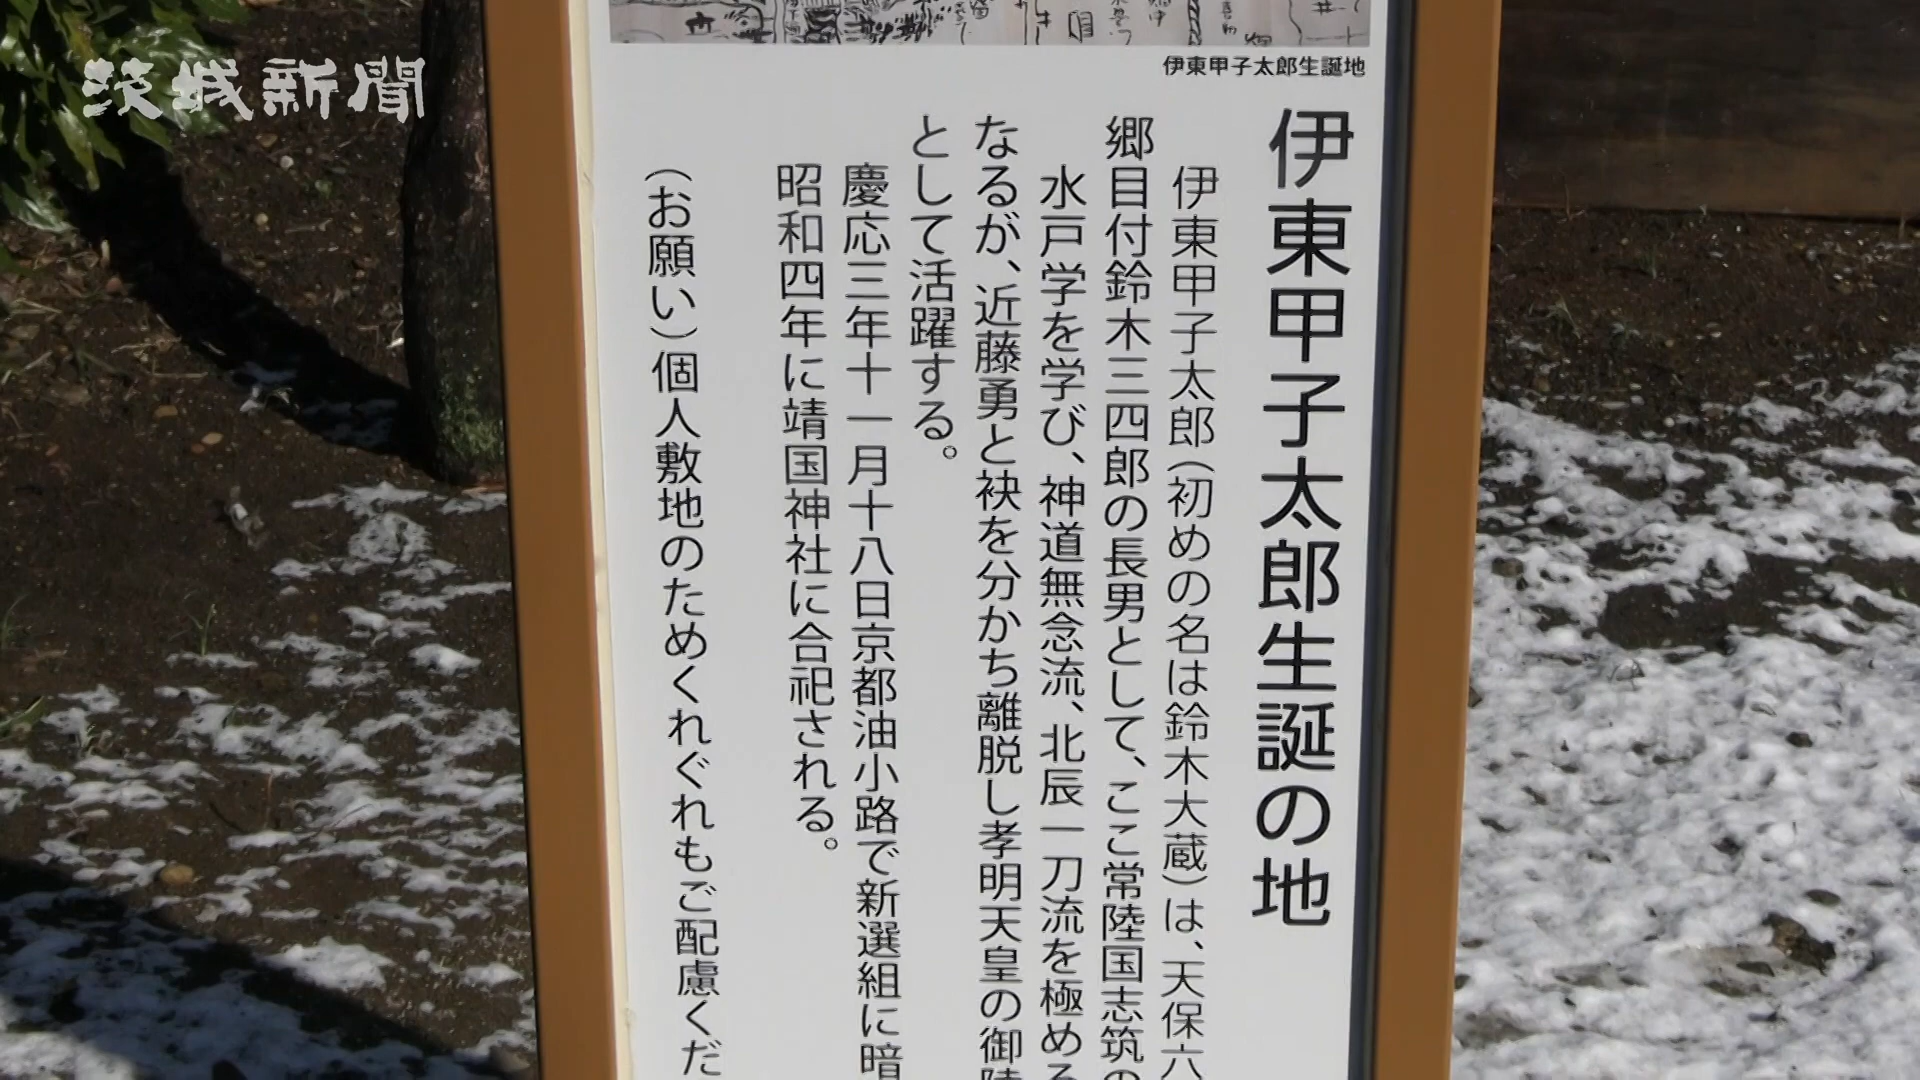 茨城新聞
伊東甲子太郎生誕地
伊東甲子太郎生誕の地
伊東甲子太郎(初めの名は鈴木大蔵)は、天保六
郷目付鈴木三四郎の長男として、ここ常陸国志筑の
水戸学を学び、神道無念流、北辰一刀流を極める
なるが、近藤勇と袂を分かち離脱し孝明天皇の御陵
として活躍する。
慶応三年十一月十八日京都油小路で新選組に暗
昭和四年に靖国神社に合祀される。
(お願い)個人敷地のためくれぐれもご配慮くだ